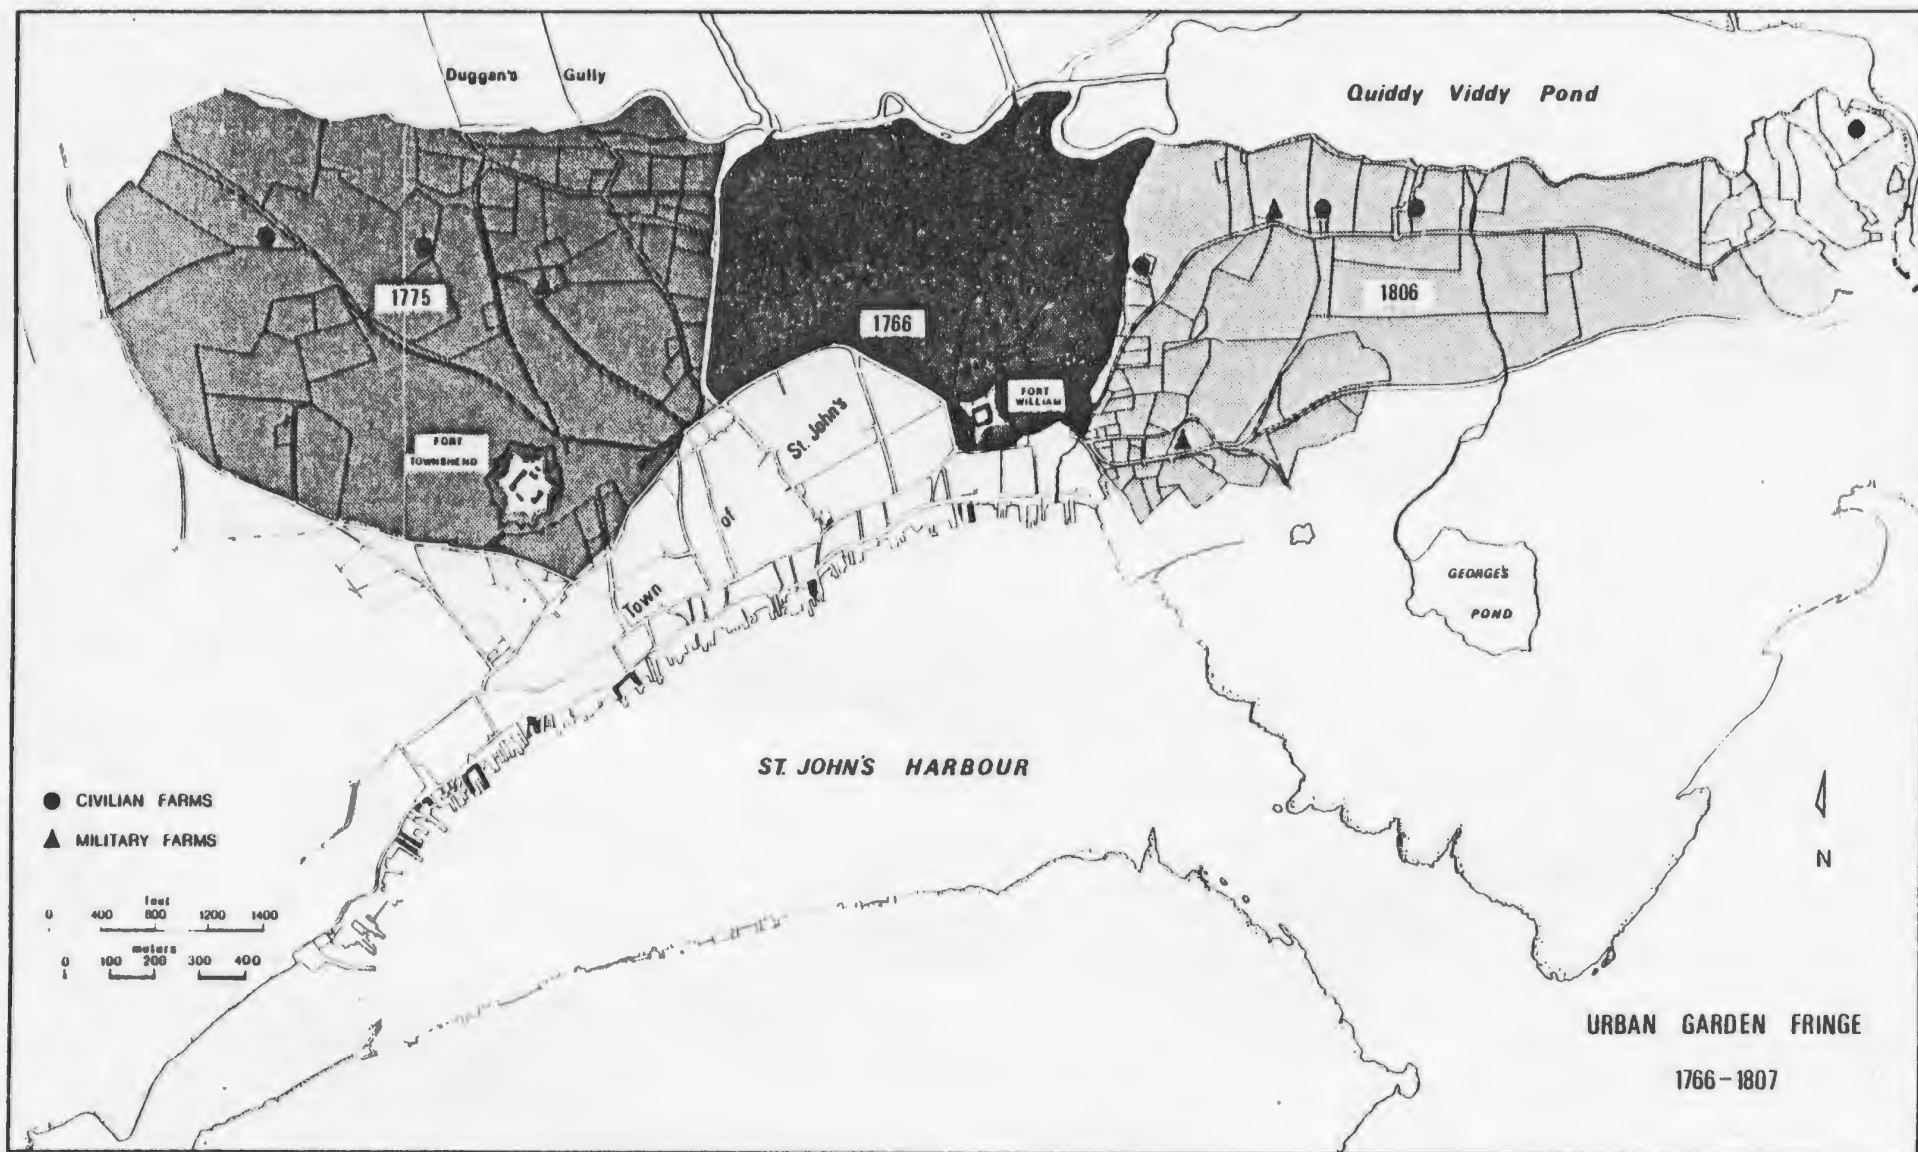 Duggan's Gully
Quiddy Viddy Pond
1775
1766
1806
FORT
WILLIAM
FORT
TOWNSHEND
Town of St. John's
GEORGE'S
POND
ST. JOHN'S HARBOUR
CIVILIAN FARMS
MILITARY FARMS
feet
0 400 800 1200 1400
meters
0 100 200 300 400
N
URBAN GARDEN FRINGE
1766-1807